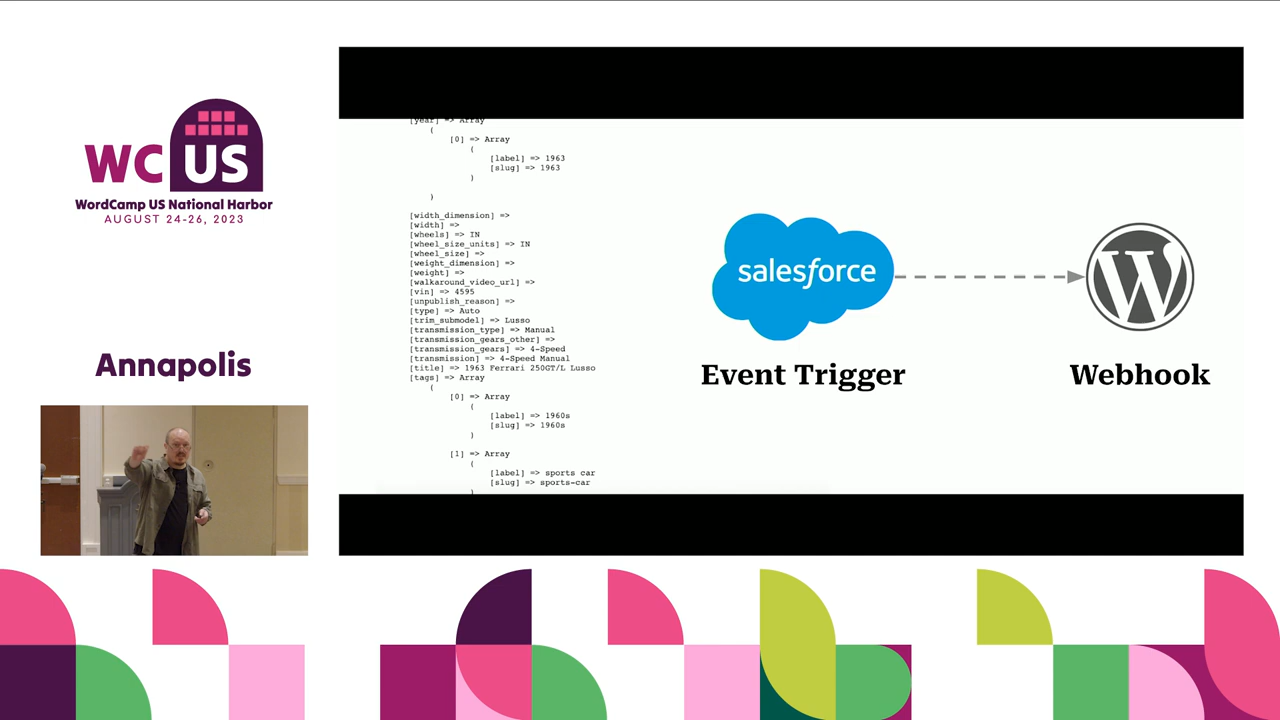 WC US
WordCamp US National Harbor
AUGUST 24-26, 2023
Annapolis
[year] => Array
(
[0] => Array
(
[label] => 1963
[slug] => 1963
)
)
[width_dimension] =>
[width] =>
[wheels] => IN
[wheel_size_units] => IN
[wheel_size] =>
[weight_dimension] =>
[weight] =>
[walkaround_video_url] =>
[vin] => 4595
[unpublish_reason] =>
[type] => Auto
[trim_submodel] => Lusso
[transmission_type] => Manual
[transmission_gears_other] =>
[transmission_gears] => 4-Speed
[transmission] => 4-Speed Manual
[title] => 1963 Ferrari 250GT/L Lusso
[tags] => Array
(
[0] => Array
(
[label] => 1960s
[slug] => 1960s
)
[1] => Array
(
[label] => sports car
[slug] => sports-car
)
salesforce
Event Trigger
W
Webhook